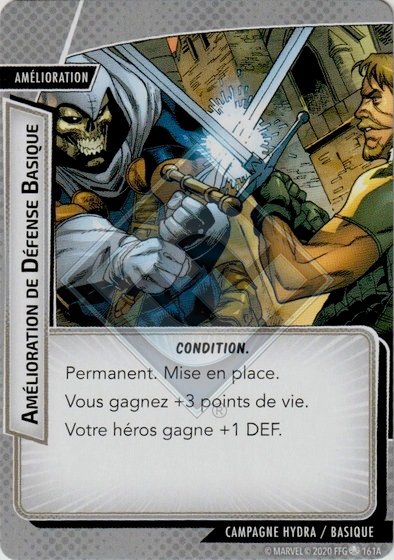 AMÉLIORATION
AMÉLIORATION DE DÉFENSE BASIQUE
CONDITION.
Permanent. Mise en place.
Vous gagnez +3 points de vie.
Votre héros gagne +1 DEF.
®
CAMPAGNE HYDRA / BASIQUE
© MARVEL © 2020 FFG 161A